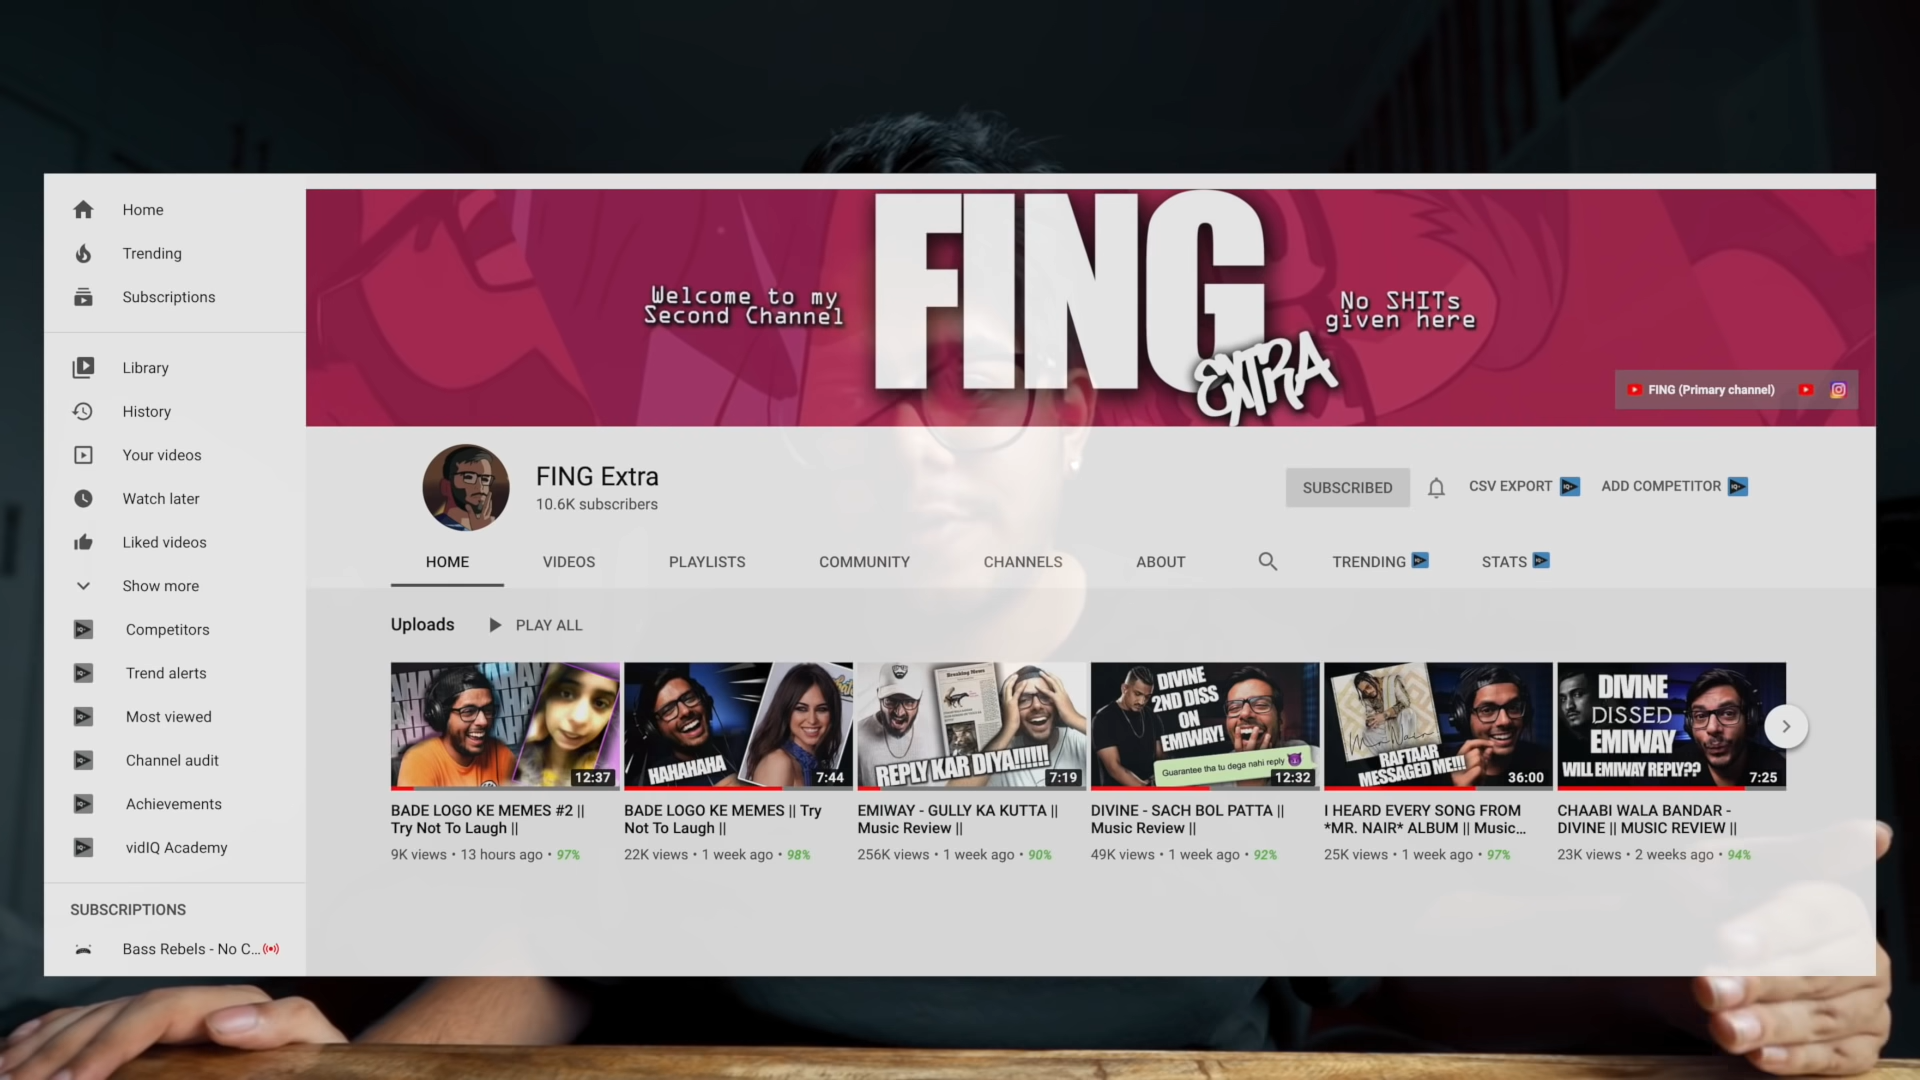 Home
Trending
Subscriptions
Library
History
Your videos
Watch later
Liked videos
Show more
Competitors
Trend alerts
Most viewed
Channel audit
Achievements
vidIQ Academy
SUBSCRIPTIONS
Bass Rebels - No C...
Welcome to my
Second Channel
FING
EXTRA
No SHITs
given here
FING (Primary channel)
FING Extra
10.6K subscribers
SUBSCRIBED
CSV EXPORT
ADD COMPETITOR
HOME VIDEOS PLAYLISTS COMMUNITY CHANNELS ABOUT TRENDING STATS
Uploads PLAY ALL
12:37
BADE LOGO KE MEMES #2 ||
Try Not To Laugh ||
9K views • 13 hours ago • 97%
HAHAHAHA
7:44
BADE LOGO KE MEMES || Try
Not To Laugh ||
22K views • 1 week ago • 98%
Breaking News
REPLY KAR DIYA!!!!!!
7:19
EMIWAY - GULLY KA KUTTA ||
Music Review ||
256K views • 1 week ago • 90%
DIVINE
2ND DISS
ON
EMIWAY!
Guarantee tha tu dega nahi reply
12:32
DIVINE - SACH BOL PATTA ||
Music Review ||
49K views • 1 week ago • 92%
Mr. Nair
RAFTAAR
MESSAGED ME!!!
36:00
I HEARD EVERY SONG FROM
*MR. NAIR* ALBUM || Music...
25K views • 1 week ago • 97%
DIVINE
DISSED
EMIWAY
WILL EMIWAY REPLY??
7:25
CHAABI WALA BANDAR -
DIVINE || MUSIC REVIEW ||
23K views • 2 weeks ago • 94%